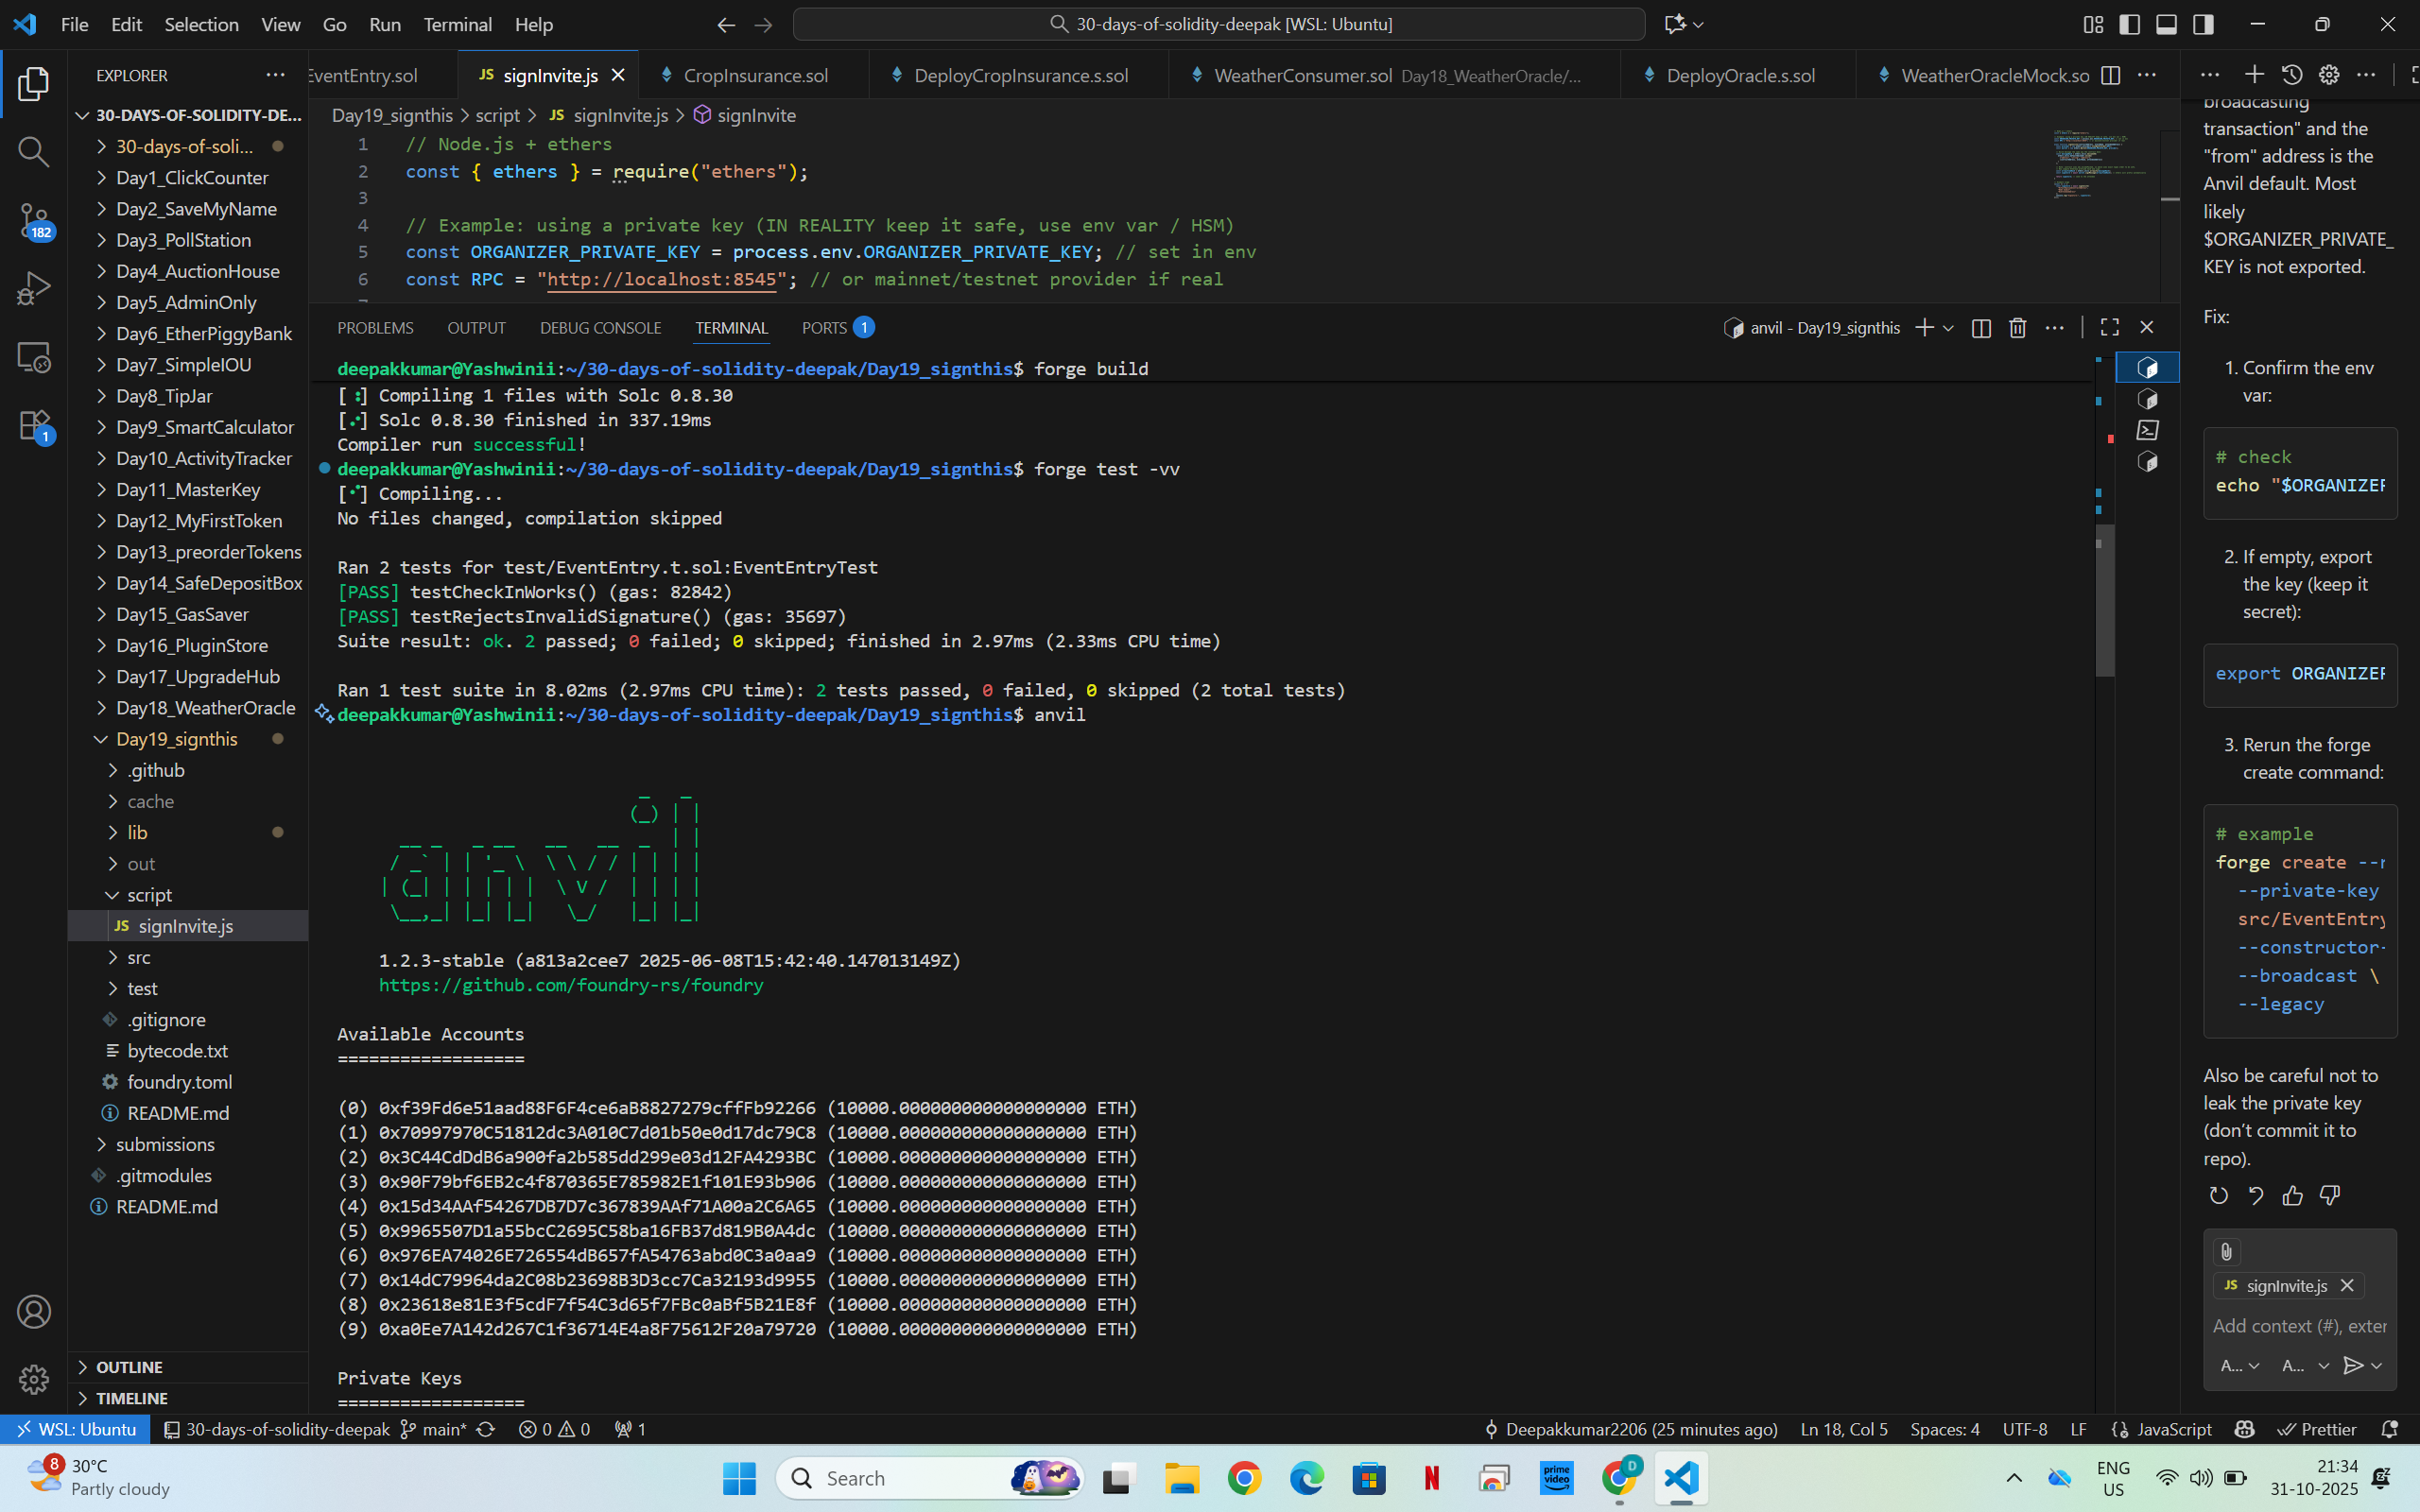 File Edit Selection View Go Run Terminal Help
30-days-of-solidity-deepak [WSL: Ubuntu]
EXPLORER
30-DAYS-OF-SOLIDITY-DE...
30-days-of-soli...
Day1_ClickCounter
Day2_SaveMyName
Day3_PollStation
Day4_AuctionHouse
Day5_AdminOnly
Day6_EtherPiggyBank
Day7_SimpleIOU
Day8_TipJar
Day9_SmartCalculator
Day10_ActivityTracker
Day11_MasterKey
Day12_MyFirstToken
Day13_preorderTokens
Day14_SafeDepositBox
Day15_GasSaver
Day16_PluginStore
Day17_UpgradeHub
Day18_WeatherOracle
Day19_signthis
.github
cache
lib
out
script
JS signInvite.js
src
test
.gitignore
bytecode.txt
foundry.toml
README.md
submissions
.gitmodules
README.md
OUTLINE
TIMELINE
182
1
EventEntry.sol
JS signInvite.js
CropInsurance.sol
DeployCropInsurance.s.sol
WeatherConsumer.sol Day18_WeatherOracle/...
DeployOracle.s.sol
WeatherOracleMock.so
Day19_signthis > script > JS signInvite.js > signInvite
1 // Node.js + ethers
2 const { ethers } = require("ethers");
3
4 // Example: using a private key (IN REALITY keep it safe, use env var / HSM)
5 const ORGANIZER_PRIVATE_KEY = process.env.ORGANIZER_PRIVATE_KEY; // set in env
6 const RPC = "http://localhost:8545"; // or mainnet/testnet provider if real
PROBLEMS OUTPUT DEBUG CONSOLE TERMINAL PORTS 1
anvil - Day19_signthis
deepakkumar@Yashwinii:~/30-days-of-solidity-deepak/Day19_signthis$ forge build
[⠰] Compiling 1 files with Solc 0.8.30
[⠔] Solc 0.8.30 finished in 337.19ms
Compiler run successful!
deepakkumar@Yashwinii:~/30-days-of-solidity-deepak/Day19_signthis$ forge test -vv
[⠊] Compiling...
No files changed, compilation skipped
Ran 2 tests for test/EventEntry.t.sol:EventEntryTest
[PASS] testCheckInWorks() (gas: 82842)
[PASS] testRejectsInvalidSignature() (gas: 35697)
Suite result: ok. 2 passed; 0 failed; 0 skipped; finished in 2.97ms (2.33ms CPU time)
Ran 1 test suite in 8.02ms (2.97ms CPU time): 2 tests passed, 0 failed, 0 skipped (2 total tests)
deepakkumar@Yashwinii:~/30-days-of-solidity-deepak/Day19_signthis$ anvil
anvil
1.2.3-stable (a813a2cee7 2025-06-08T15:42:40.147013149Z)
https://github.com/foundry-rs/foundry
Available Accounts
==================
(0) 0xf39Fd6e51aad88F6F4ce6aB8827279cffFb92266 (10000.000000000000000000 ETH)
(1) 0x70997970C51812dc3A010C7d01b50e0d17dc79C8 (10000.000000000000000000 ETH)
(2) 0x3C44CdDdB6a900fa2b585dd299e03d12FA4293BC (10000.000000000000000000 ETH)
(3) 0x90F79bf6EB2c4f870365E785982E1f101E93b906 (10000.000000000000000000 ETH)
(4) 0x15d34AAf54267DB7D7c367839AAf71A00a2C6A65 (10000.000000000000000000 ETH)
(5) 0x9965507D1a55bcC2695C58ba16FB37d819B0A4dc (10000.000000000000000000 ETH)
(6) 0x976EA74026E726554dB657fA54763abd0C3a0aa9 (10000.000000000000000000 ETH)
(7) 0x14dC79964da2C08b23698B3D3cc7Ca32193d9955 (10000.000000000000000000 ETH)
(8) 0x23618e81E3f5cdF7f54C3d65f7FBc0aBf5B21E8f (10000.000000000000000000 ETH)
(9) 0xa0Ee7A142d267C1f36714E4a8F75612F20a79720 (10000.000000000000000000 ETH)
Private Keys
==================
broadcasting
transaction" and the
"from" address is the
Anvil default. Most
likely
$ORGANIZER_PRIVATE_
KEY is not exported.
Fix:
1. Confirm the env
var:
# check
echo "$ORGANIZER
2. If empty, export
the key (keep it
secret):
export ORGANIZER
3. Rerun the forge
create command:
# example
forge create --r
--private-key
src/EventEntry
--constructor-
--broadcast \
--legacy
Also be careful not to
leak the private key
(don't commit it to
repo).
JS signInvite.js
Add context (#), exter
A... A...
WSL: Ubuntu 30-days-of-solidity-deepak main* 0 0 1
Deepakkumar2206 (25 minutes ago) Ln 18, Col 5 Spaces: 4 UTF-8 LF JavaScript Prettier
8
30°C
Partly cloudy
Search
N
prime video
D
ENG
US
21:34
31-10-2025